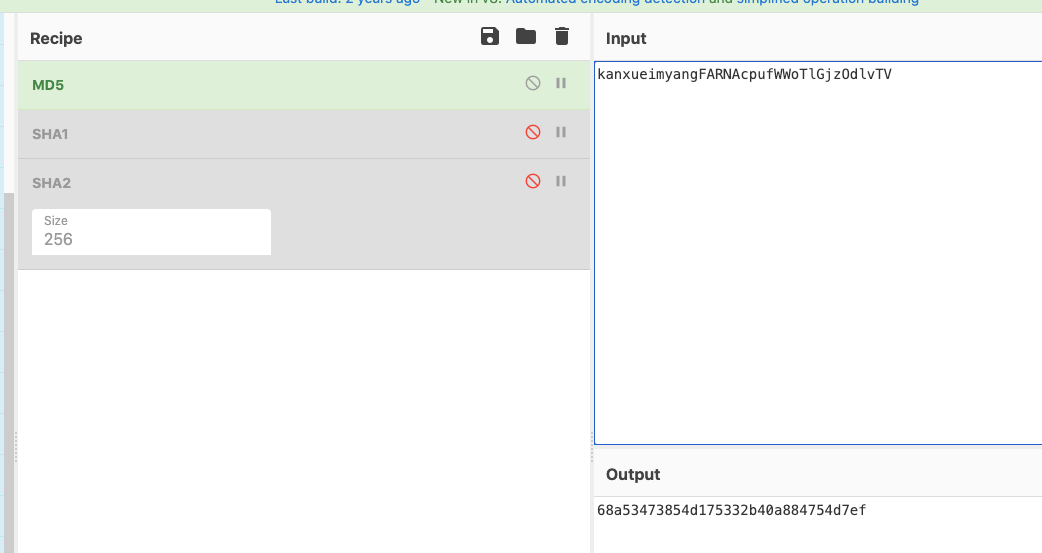 Last build: 2 years ago - New in v8: Automated encoding detection and simplified operation building
Recipe
MD5
SHA1
SHA2
Size
256
Input
kanxueimyangFARNAcpufWWoTlGjzOdlvTV
Output
68a53473854d175332b40a884754d7ef